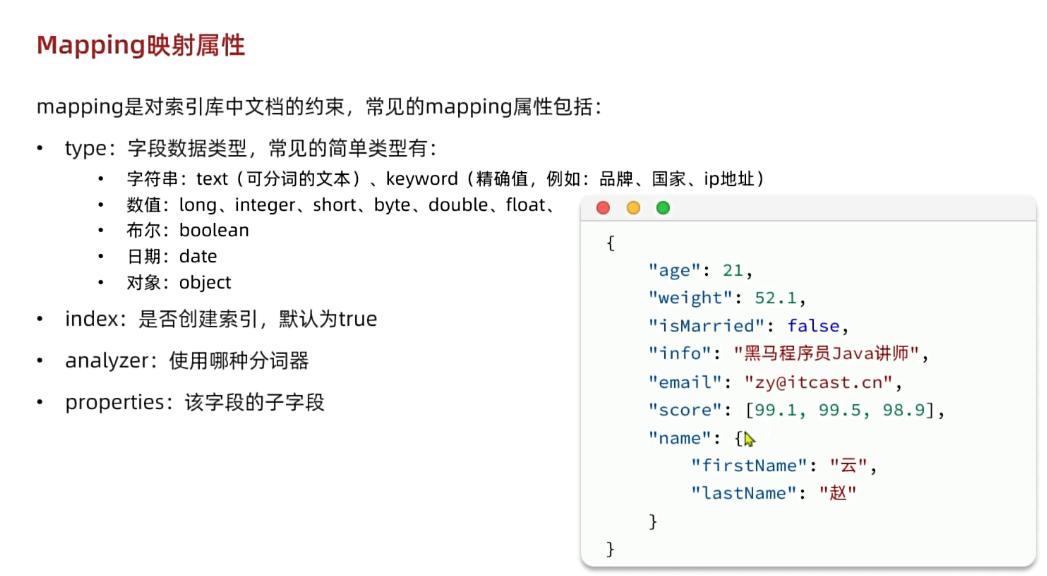 Mapping映射属性
mapping是对索引库中文档的约束，常见的mapping属性包括：
• type：字段数据类型，常见的简单类型有：
• 字符串：text（可分词的文本）、keyword（精确值，例如：品牌、国家、ip地址）
• 数值：long、integer、short、byte、double、float、
• 布尔：boolean
• 日期：date
• 对象：object
• index：是否创建索引，默认为true
• analyzer：使用哪种分词器
• properties：该字段的子字段
{
"age": 21,
"weight": 52.1,
"isMarried": false,
"info": "黑马程序员Java讲师",
"email": "zy@itcast.cn",
"score": [99.1, 99.5, 98.9],
"name": {
"firstName": "云",
"lastName": "赵"
}
}